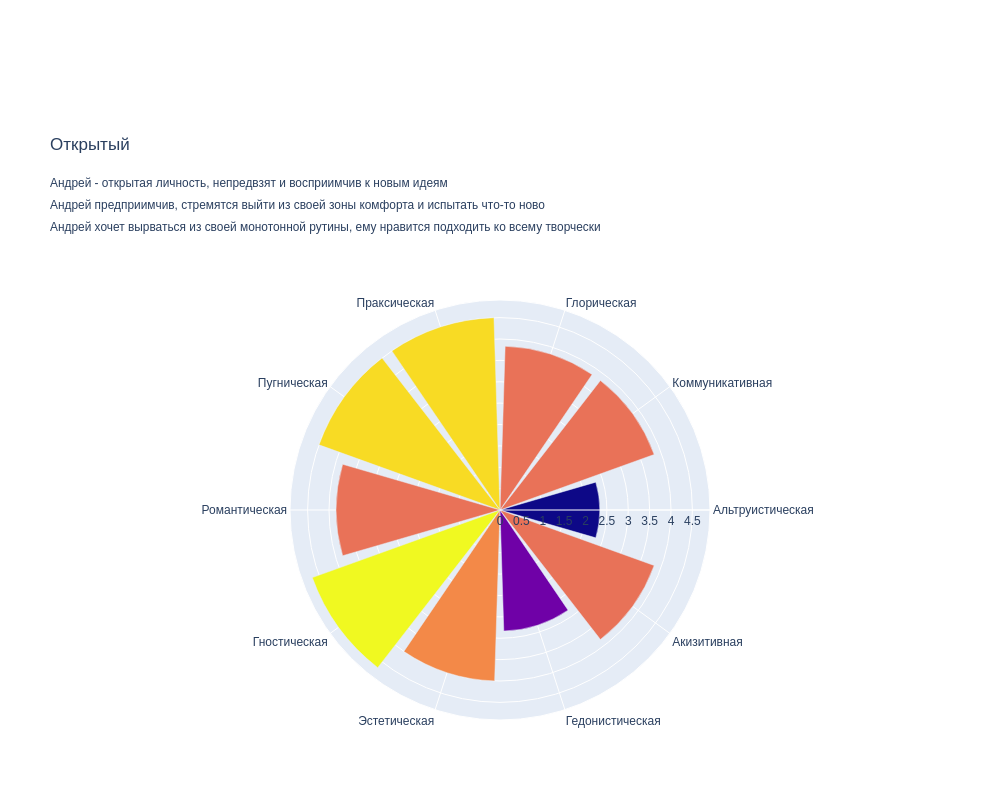 Открытый
Андрей - открытая личность, непредвзят и восприимчив к новым идеям
Андрей предприимчив, стремятся выйти из своей зоны комфорта и испытать что-то ново
Андрей хочет вырваться из своей монотонной рутины, ему нравится подходить ко всему творчески
Праксическая
Глорическая
Пугническая
Коммуникативная
Романтическая
Альтруистическая
0 0.5 1 1.5 2 2.5 3 3.5 4 4.5
Гностическая
Акизитивная
Эстетическая
Гедонистическая